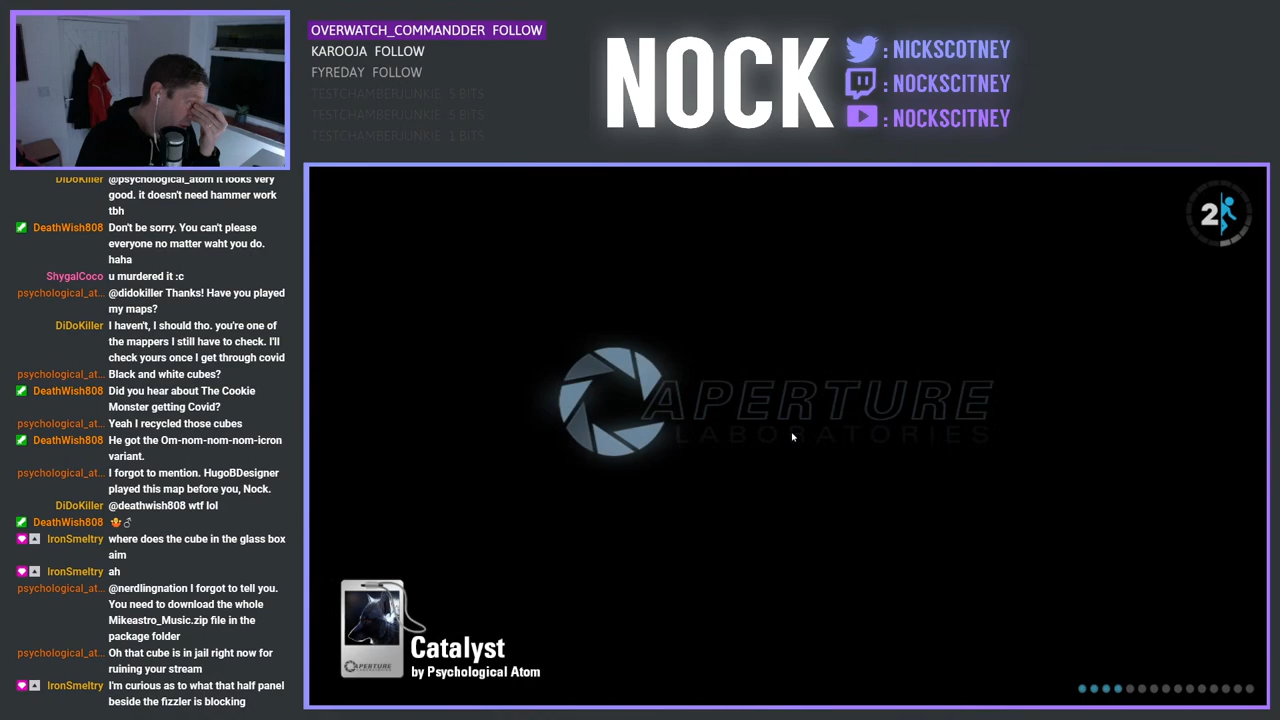 OVERWATCH_COMMANDDER FOLLOW
KAROOJA FOLLOW
FYREDAY FOLLOW
TESTCHAMBERJUNKIE 5 BITS
TESTCHAMBERJUNKIE 5 BITS
TESTCHAMBERJUNKIE 1 BITS
NOCK
: NICKSCOTNEY
: NOCKSCITNEY
: NOCKSCITNEY
DiDoKiller @psychological_atom it looks very
good. it doesn't need hammer work
tbh
DeathWish808 Don't be sorry. You can't please
everyone no matter waht you do.
haha
ShygalCoco u murdered it :c
psychological_at... @didokiller Thanks! Have you played
my maps?
DiDoKiller I haven't, I should tho. you're one of
the mappers I still have to check. I'll
check yours once I get through covid
psychological_at... Black and white cubes?
DeathWish808 Did you hear about The Cookie
Monster getting Covid?
psychological_at... Yeah I recycled those cubes
DeathWish808 He got the Om-nom-nom-nom-icron
variant.
psychological_at... I forgot to mention. HugoBDesigner
played this map before you, Nock.
DiDoKiller @deathwish808 wtf lol
DeathWish808 🤷♂
IronSmeltry where does the cube in the glass box
aim
IronSmeltry ah
psychological_at... @nerdlingnation I forgot to tell you.
You need to download the whole
Mikeastro_Music.zip file in the
package folder
psychological_at... Oh that cube is in jail right now for
ruining your stream
IronSmeltry I'm curious as to what that half panel
beside the fizzler is blocking
2
APERTURE
LABORATORIES
APERTURE
Catalyst
by Psychological Atom